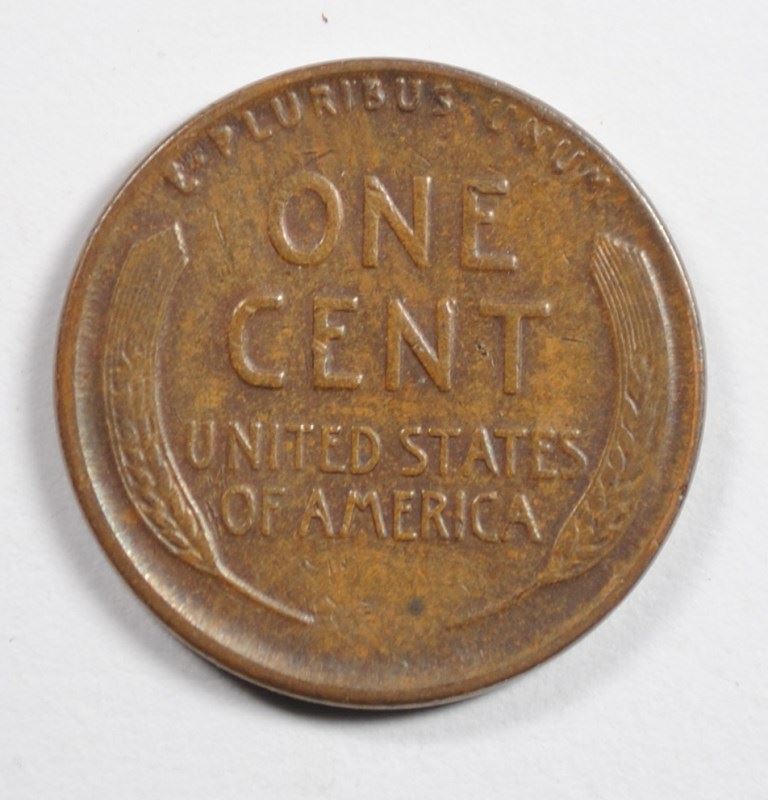 E·PLURIBUS·UNUM
ONE
CENT
UNITED STATES
OF AMERICA